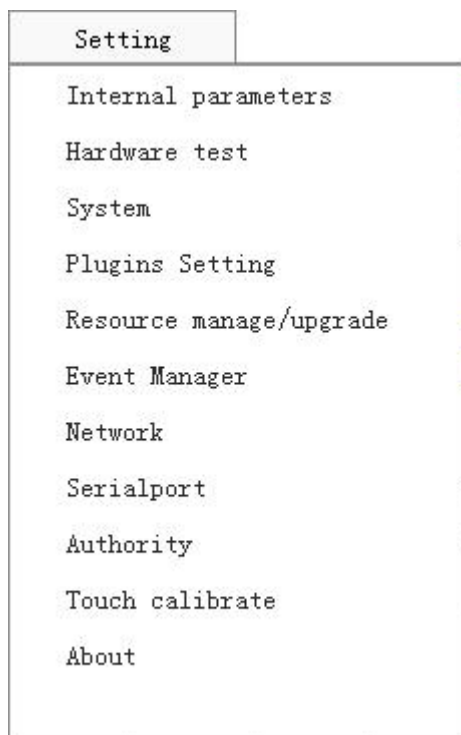 Setting
Internal parameters
Hardware test
System
Plugins Setting
Resource manage/upgrade
Event Manager
Network
Serialport
Authority
Touch calibrate
About